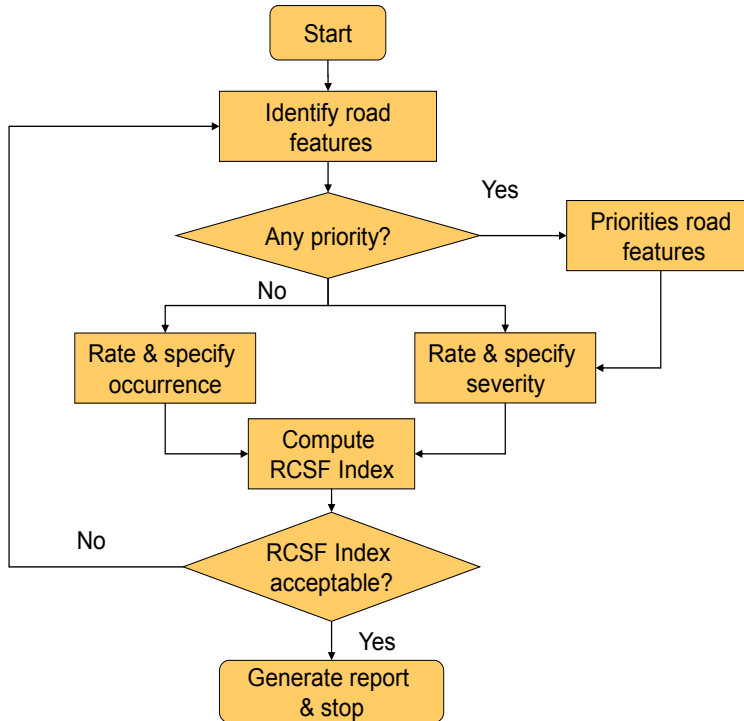 Start
Identify road
features
Yes
Any priority?
Priorities road
features
No
Rate & specify
occurrence
Rate & specify
severity
Compute
RCSF Index
No
RCSF Index
acceptable?
Yes
Generate report
& stop